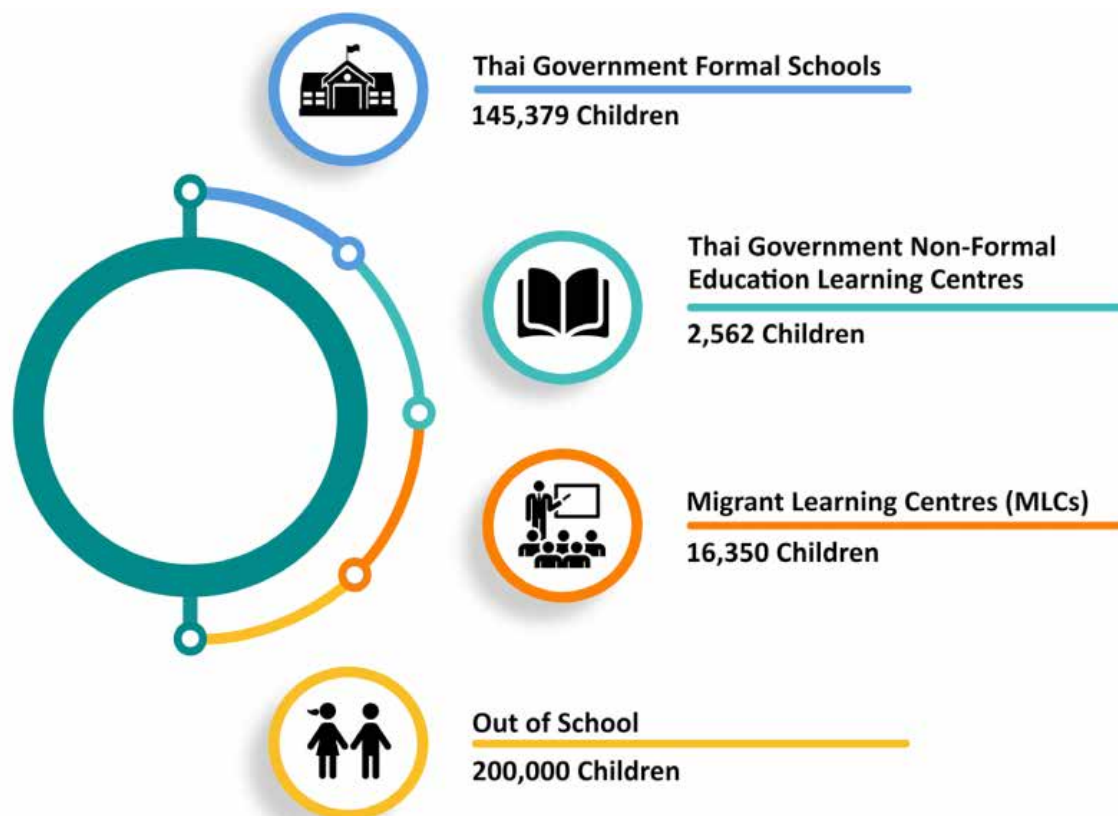 Thai Government Formal Schools
145,379 Children
Thai Government Non-Formal
Education Learning Centres
2,562 Children
Migrant Learning Centres (MLCs)
16,350 Children
Out of School
200,000 Children